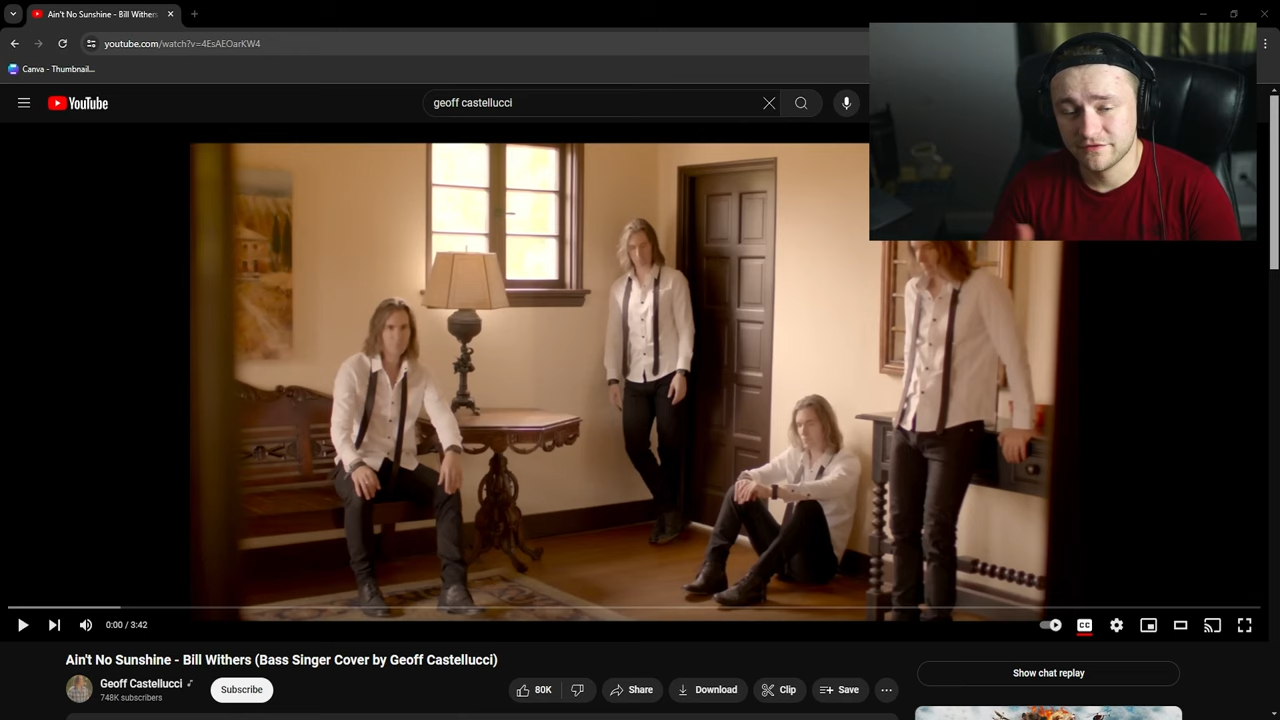 Ain't No Sunshine - Bill Withers
youtube.com/watch?v=4EsAEOarKW4
Canva - Thumbnail...
YouTube
geoff castellucci
0:00 / 3:42
CC
Ain't No Sunshine - Bill Withers (Bass Singer Cover by Geoff Castellucci)
Geoff Castellucci
748K subscribers
Subscribe
80K
Share
Download
Clip
Save
Show chat replay